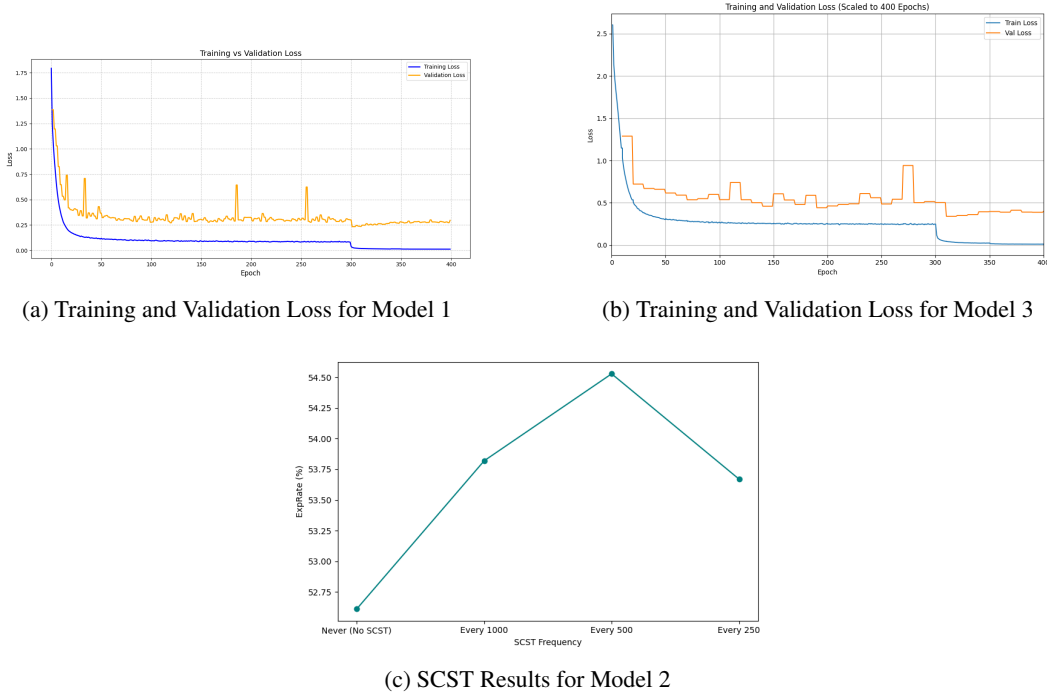 Training vs Validation Loss
Training Loss
Validation Loss
1.75
1.50
1.25
1.00
0.75
0.50
0.25
0.00
Loss
0 50 100 150 200 250 300 350 400
Epoch
(a) Training and Validation Loss for Model 1
Training and Validation Loss (Scaled to 400 Epochs)
Train Loss
Val Loss
2.5
2.0
1.5
1.0
0.5
0.0
Loss
0 50 100 150 200 250 300 350 400
Epoch
(b) Training and Validation Loss for Model 3
54.50
54.25
54.00
53.75
53.50
53.25
53.00
52.75
ExpRate (%)
Never (No SCST) Every 1000 Every 500 Every 250
SCST Frequency
(c) SCST Results for Model 2